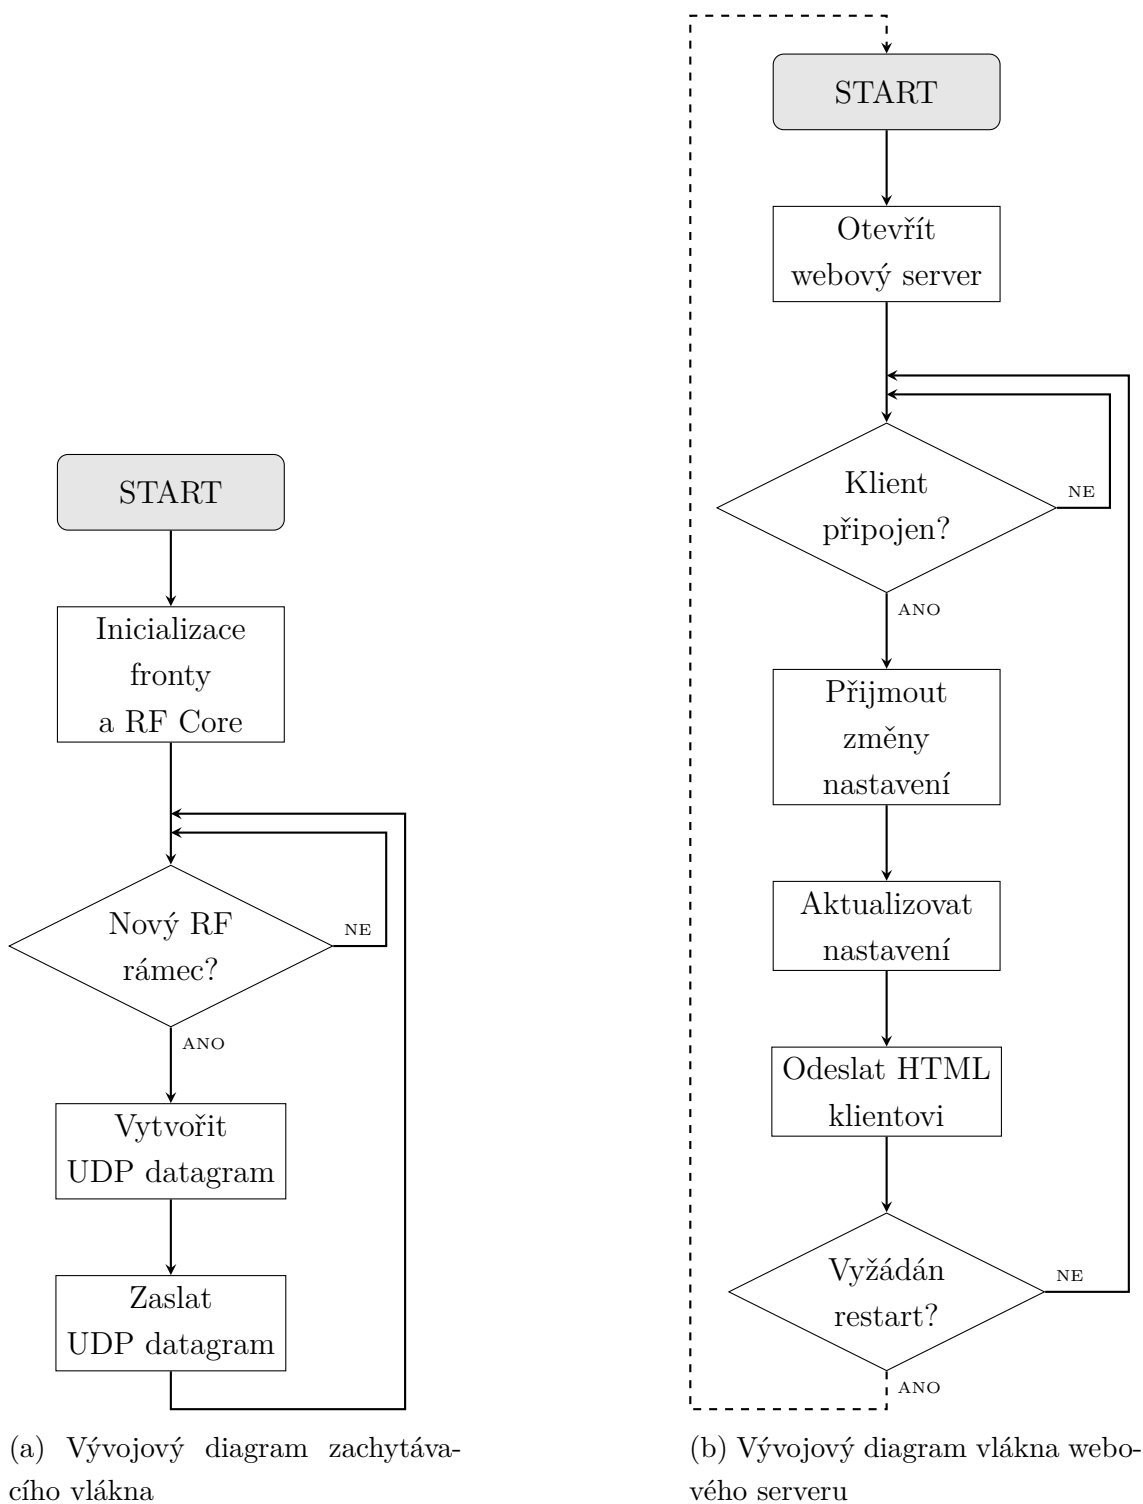 START
Inicializace
fronty
a RF Core
Nový RF
rámec?
NE
ANO
Vytvořit
UDP datagram
Zaslat
UDP datagram
(a) Vývojový diagram zachytáva-
cího vlákna
START
Otevřít
webový server
Klient
připojen?
NE
ANO
Přijmout
změny
nastavení
Aktualizovat
nastavení
Odeslat HTML
klientovi
Vyžádán
restart?
NE
ANO
(b) Vývojový diagram vlákna webo-
vého serveru